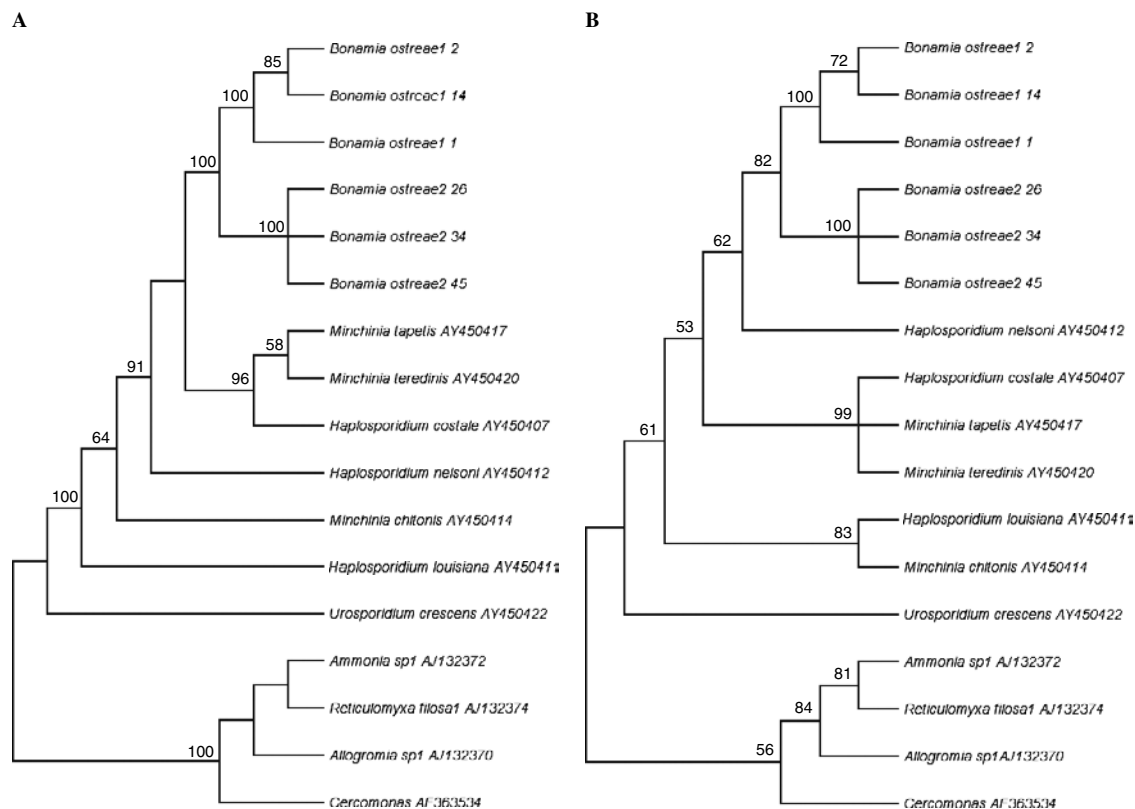 A
Bonamia ostreae1 2
85
Bonamia ostreae1 14
100
Bonamia ostreae1 1
100
Bonamia ostreae2 26
100
Bonamia ostreae2 34
Bonamia ostreae2 45
Minchinia tapetis AY450417
58
Minchinia teredinis AY450420
96
91
Haplosporidium costale AY450407
64
Haplosporidium nelsoni AY450412
100
Minchinia chitonis AY450414
Haplosporidium louisiana
Urosporidium crescens AY450422
Ammonia sp1 AJ132372
Reticulomyxa filosa1 AJ132374
Allogromia sp1 AJ132370
100
Cercomonas AF363534
B
Bonamia ostreae1 2
72
Bonamia ostreae1 14
100
Bonamia ostreae1 1
82
Bonamia ostreae2 26
100
Bonamia ostreae2 34
62
Bonamia ostreae2 45
53
Haplosporidium nelsoni AY450412
Haplosporidium costale AY450407
99
Minchinia tapetis AY450417
61
Minchinia teredinis AY450420
Haplosporidium louisiana
83
Minchinia chitonis AY450414
Urosporidium crescens AY450422
Ammonia sp1 AJ132372
81
Reticulomyxa filosa1 AJ132374
84
Allogromia sp1 AJ132370
56
Cercomonas AF363534